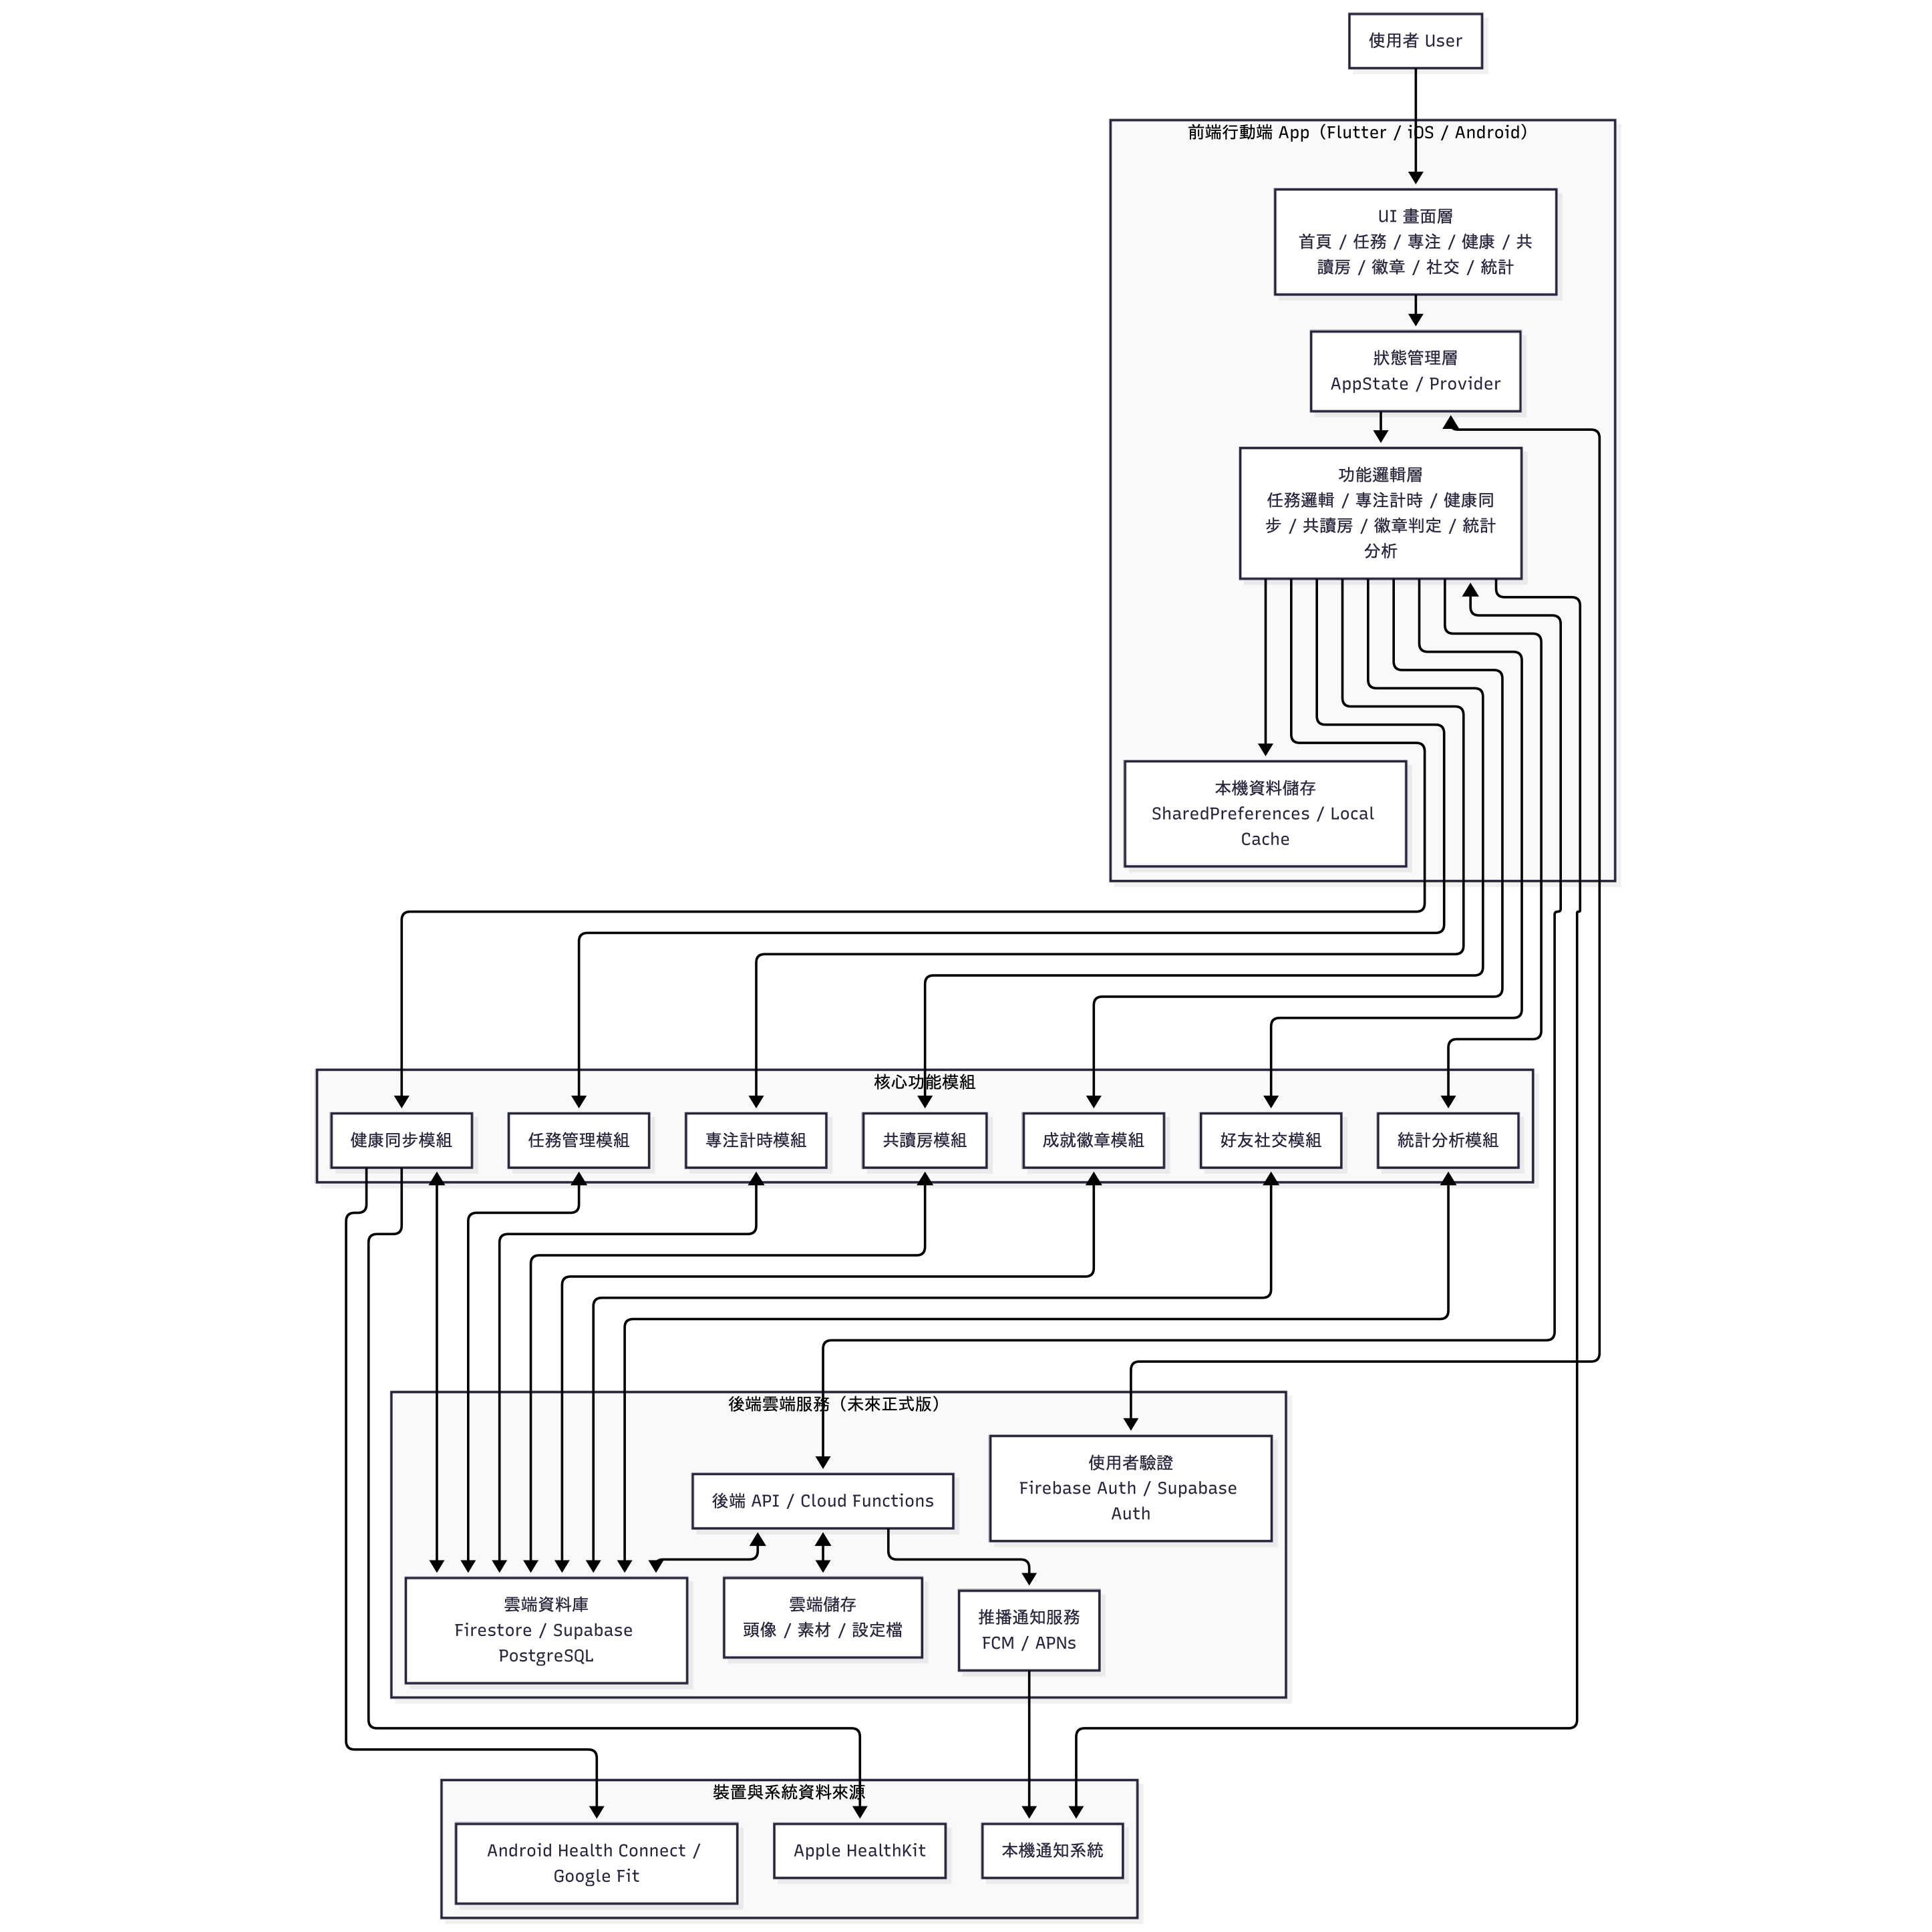 使用者 User
前端行動端 App（Flutter / iOS / Android）
UI 畫面層
首頁 / 任務 / 專注 / 健康 / 共
讀房 / 徽章 / 社交 / 統計
狀態管理層
AppState / Provider
功能邏輯層
任務邏輯 / 專注計時 / 健康同
步 / 共讀房 / 徽章判定 / 統計
分析
本機資料儲存
SharedPreferences / Local
Cache
核心功能模組
健康同步模組
任務管理模組
專注計時模組
共讀房模組
成就徽章模組
好友社交模組
統計分析模組
後端雲端服務（未來正式版）
使用者驗證
Firebase Auth / Supabase
Auth
後端 API / Cloud Functions
雲端資料庫
Firestore / Supabase
PostgreSQL
雲端儲存
頭像 / 素材 / 設定檔
推播通知服務
FCM / APNs
裝置與系統資料來源
Android Health Connect /
Google Fit
Apple HealthKit
本機通知系統